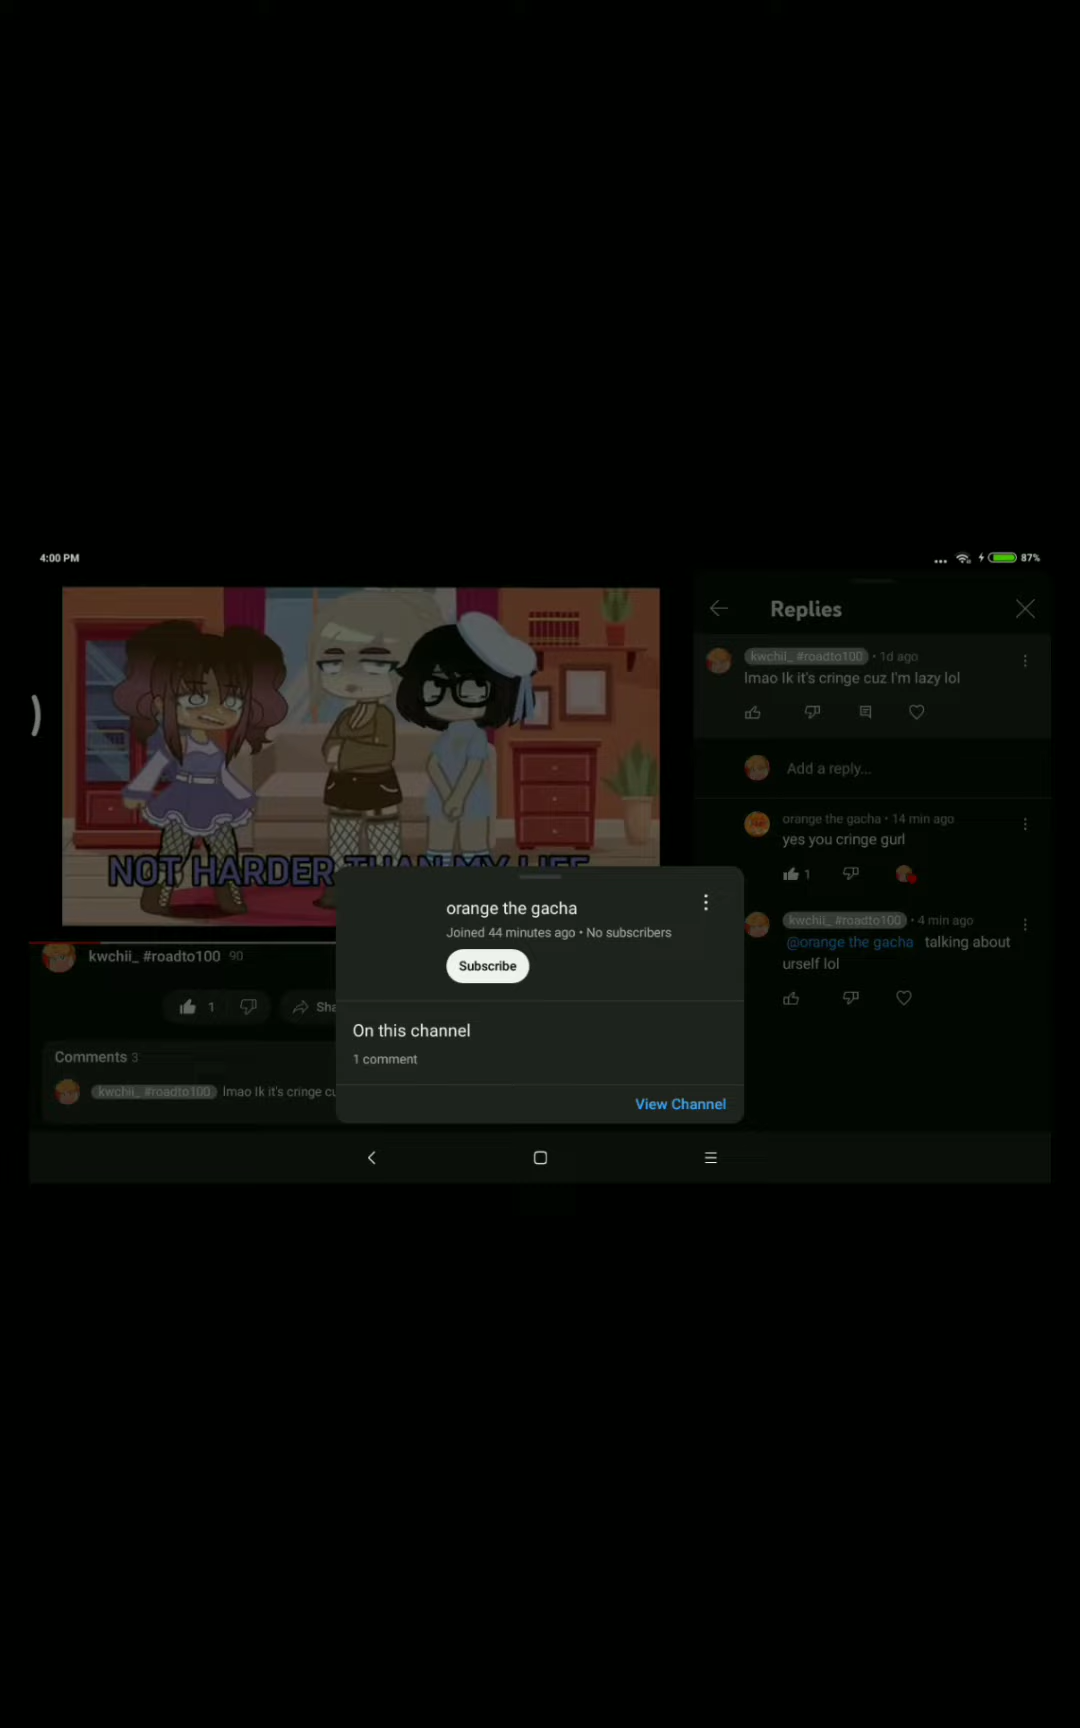 4:00 PM
87%
Replies
kwchii_ #roadto100 • 1d ago
lmao Ik it's cringe cuz I'm lazy lol
Add a reply...
orange the gacha • 14 min ago
yes you cringe gurl
1
kwchii_ #roadto100 • 4 min ago
@orange the gacha talking about
urself lol
NOT HARDER THAN MY LIFE
kwchii_ #roadto100 90
1
Sha
Comments 3
kwchii_ #roadto100 lmao Ik it's cringe cu
orange the gacha
Joined 44 minutes ago • No subscribers
Subscribe
On this channel
1 comment
View Channel